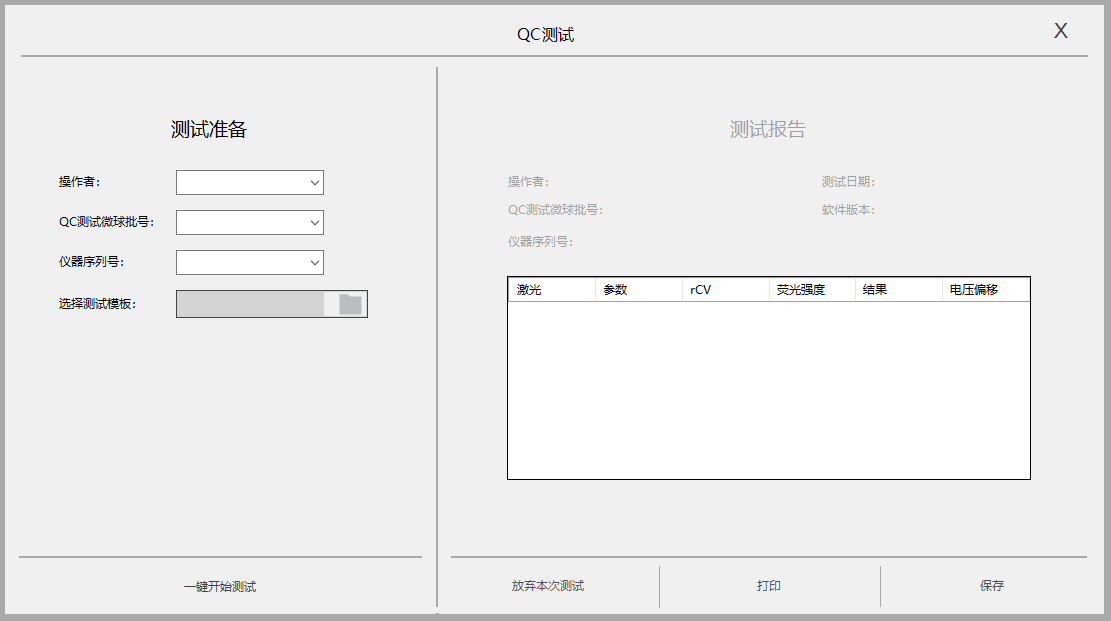 QC测试
X
测试准备
操作者：
QC测试微球批号：
仪器序列号：
选择测试模板：
一键开始测试
测试报告
操作者： 测试日期：
QC测试微球批号： 软件版本：
仪器序列号：
激光 参数 rCV 荧光强度 结果 电压偏移
放弃本次测试 打印 保存